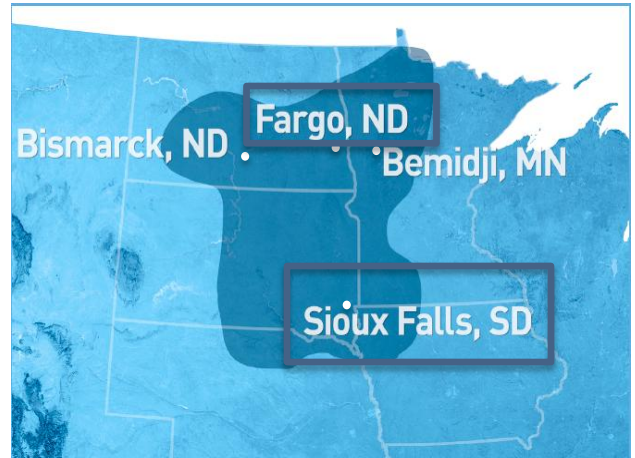 Fargo, ND
Bismarck, ND
Bemidji, MN
Sioux Falls, SD